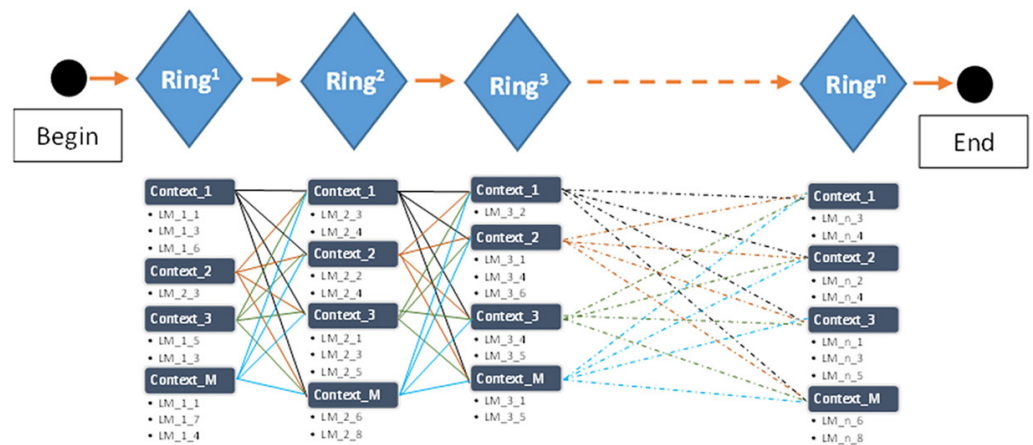 Ring¹
Ring²
Ring³
Ringⁿ
Begin
End
Context_1
• LM_1_1
• LM_1_3
• LM_1_6
Context_2
• LM_2_3
Context_3
• LM_1_5
• LM_1_3
Context_M
• LM_1_1
• LM_1_7
• LM_1_4
Context_1
• LM_2_3
• LM_2_4
Context_2
• LM_2_2
• LM_2_4
Context_3
• LM_2_1
• LM_2_3
• LM_2_5
Context_M
• LM_2_6
• LM_2_8
Context_1
• LM_3_2
Context_2
• LM_3_1
• LM_3_4
• LM_3_6
Context_3
• LM_3_4
• LM_3_5
Context_M
• LM_3_1
• LM_3_5
Context_1
• LM_n_3
• LM_n_4
Context_2
• LM_n_2
• LM_n_4
Context_3
• LM_n_1
• LM_n_3
• LM_n_5
Context_M
• LM_n_6
• LM_n_8